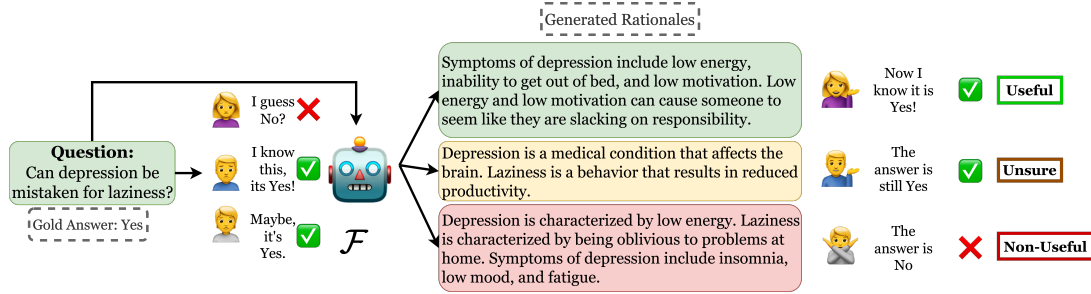 Generated Rationales
Question:
Can depression be
mistaken for laziness?
Gold Answer: Yes
I guess
No?
I know
this,
its Yes!
Maybe,
it's
Yes.
F
Symptoms of depression include low energy,
inability to get out of bed, and low motivation. Low
energy and low motivation can cause someone to
seem like they are slacking on responsibility.
Now I
know it is
Yes!
Useful
Depression is a medical condition that affects the
brain. Laziness is a behavior that results in reduced
productivity.
The
answer is
still Yes
Unsure
Depression is characterized by low energy. Laziness
is characterized by being oblivious to problems at
home. Symptoms of depression include insomnia,
low mood, and fatigue.
The
answer is
No
Non-Useful